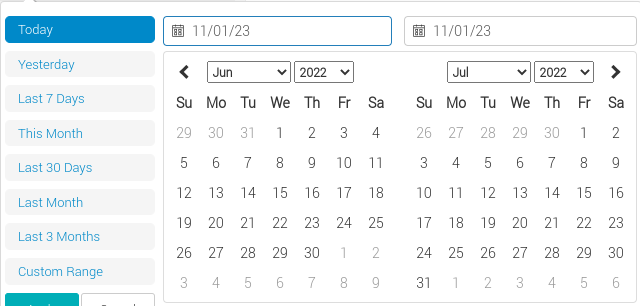 Today
Yesterday
Last 7 Days
This Month
Last 30 Days
Last Month
Last 3 Months
Custom Range
11/01/23 11/01/23
Jun 2022 Jul 2022
Su Mo Tu We Th Fr Sa Su Mo Tu We Th Fr Sa
29 30 31 1 2 3 4 26 27 28 29 30 1 2
5 6 7 8 9 10 11 3 4 5 6 7 8 9
12 13 14 15 16 17 18 10 11 12 13 14 15 16
19 20 21 22 23 24 25 17 18 19 20 21 22 23
26 27 28 29 30 1 2 24 25 26 27 28 29 30
3 4 5 6 7 8 9 31 1 2 3 4 5 6